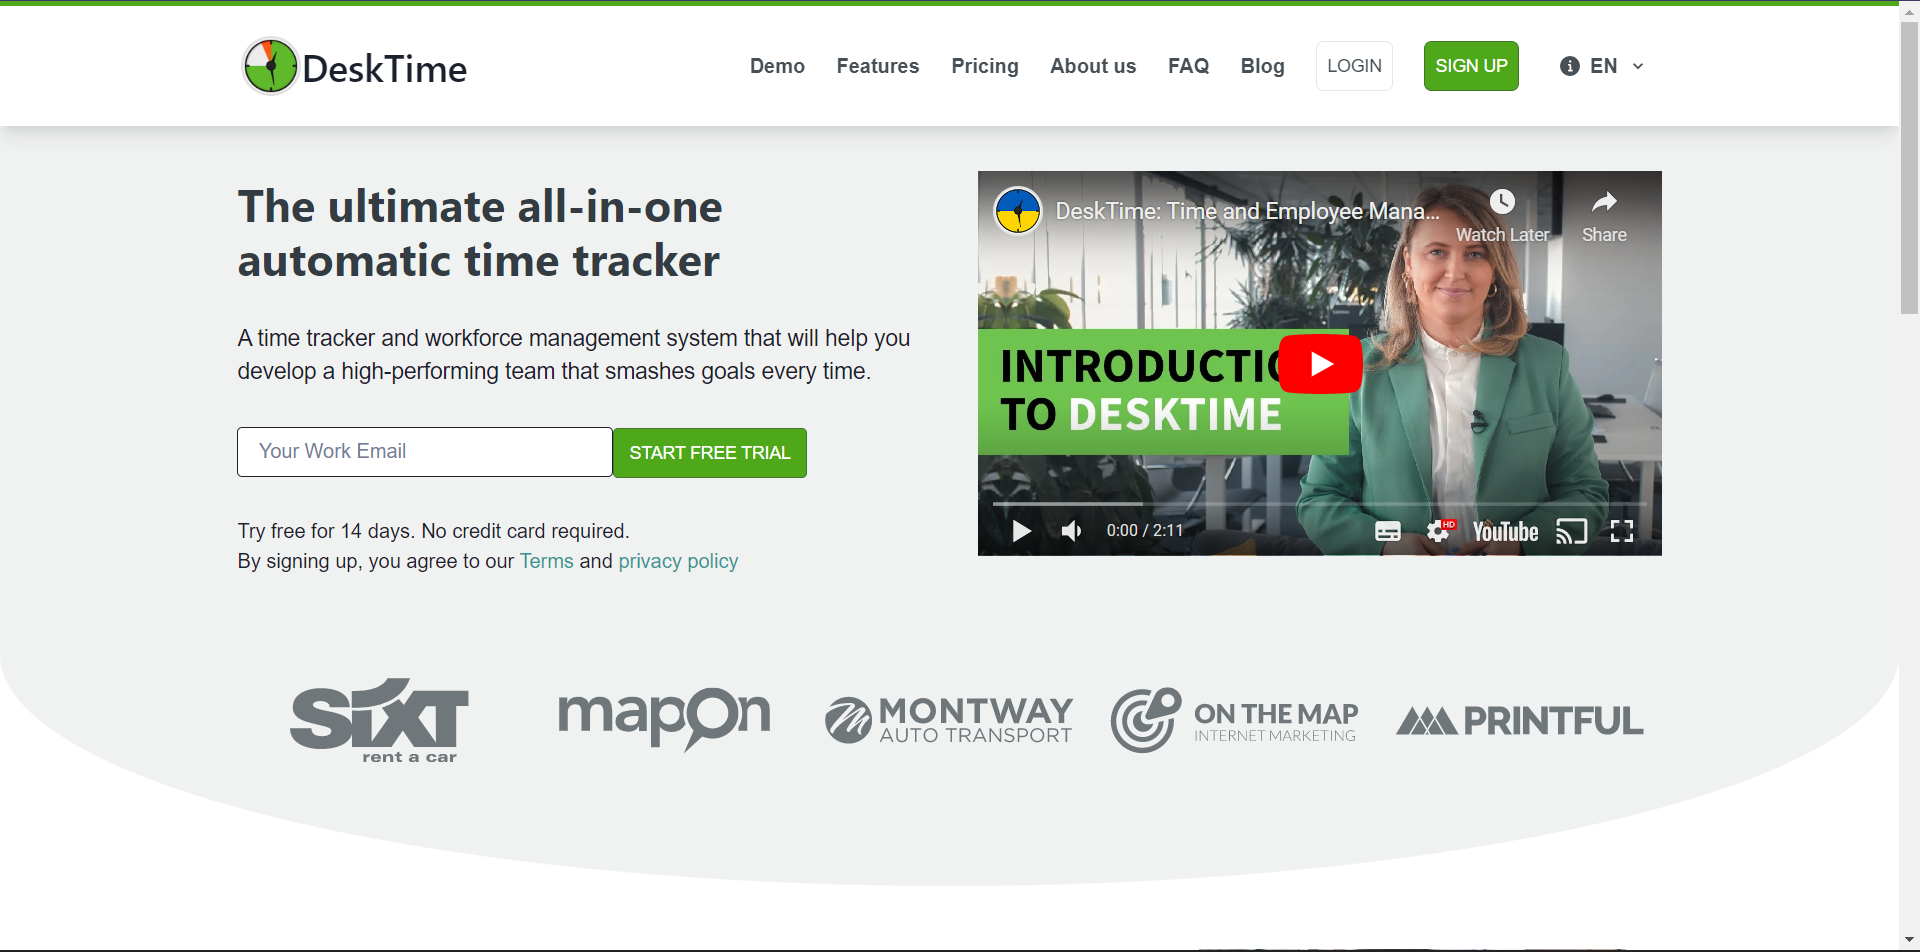 DeskTime
Demo
Features
Pricing
About us
FAQ
Blog
LOGIN
SIGN UP
EN
The ultimate all-in-one
automatic time tracker
A time tracker and workforce management system that will help you
develop a high-performing team that smashes goals every time.
Your Work Email
START FREE TRIAL
Try free for 14 days. No credit card required.
By signing up, you agree to our Terms and privacy policy
DeskTime: Time and Employee Mana...
Watch Later
Share
INTRODUCTIO
TO DESKTIME
0:00 / 2:11
HD
YouTube
SIXT
rent a car
mapon
MONTWAY
AUTO TRANSPORT
ON THE MAP
INTERNET MARKETING
PRINTFUL